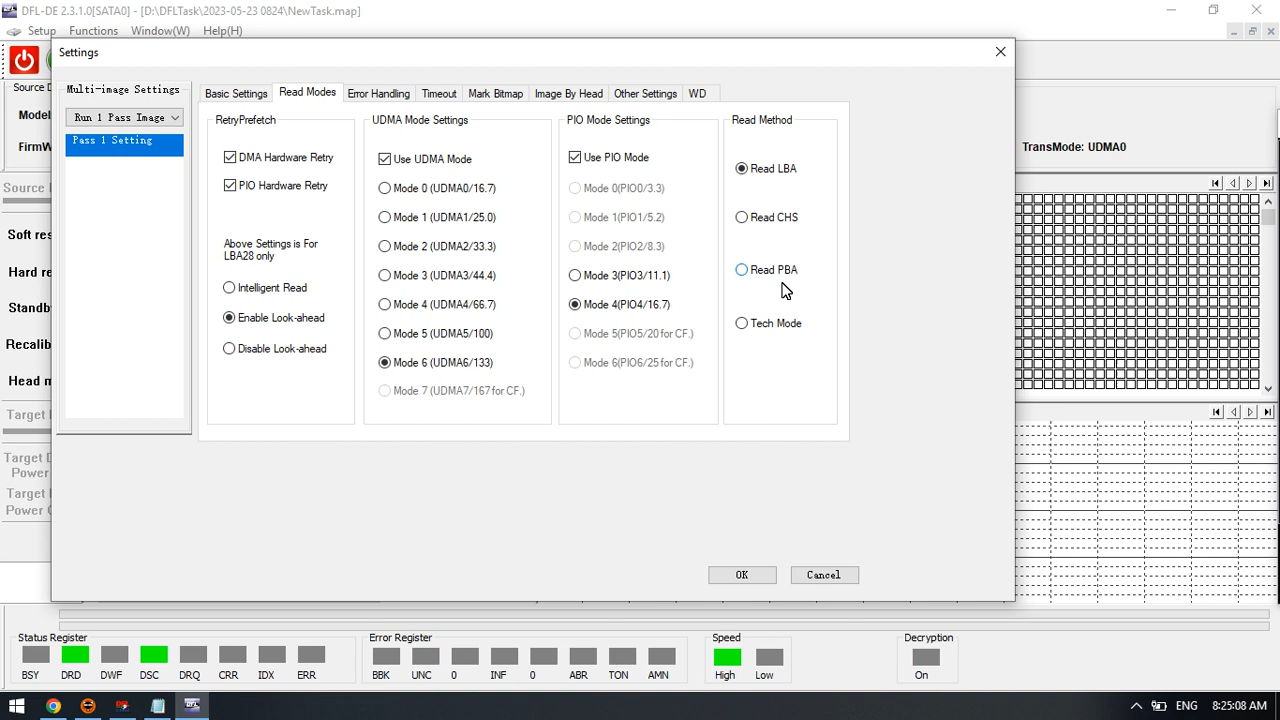 DFL-DE 2.3.1.0[SATA0] - [D:\DFLTask\2023-05-23 0824\NewTask.map]
Setup Functions Window(W) Help(H)
Settings
Source D
Model
FirmW
TransMode: UDMA0
Source
Soft res
Hard re
Standb
Recalib
Head m
Target
Target D
Power
Target
Power C
Multi-image Settings
Run 1 Pass Image
Pass 1 Setting
Basic Settings Read Modes Error Handling Timeout Mark Bitmap Image By Head Other Settings WD
RetryPrefetch
DMA Hardware Retry
PIO Hardware Retry
Above Settings is For
LBA28 only
Intelligent Read
Enable Look-ahead
Disable Look-ahead
UDMA Mode Settings
Use UDMA Mode
Mode 0 (UDMA0/16.7)
Mode 1 (UDMA1/25.0)
Mode 2 (UDMA2/33.3)
Mode 3 (UDMA3/44.4)
Mode 4 (UDMA4/66.7)
Mode 5 (UDMA5/100)
Mode 6 (UDMA6/133)
Mode 7 (UDMA7/167 for CF.)
PIO Mode Settings
Use PIO Mode
Mode 0(PIO0/3.3)
Mode 1(PIO1/5.2)
Mode 2(PIO2/8.3)
Mode 3(PIO3/11.1)
Mode 4(PIO4/16.7)
Mode 5(PIO5/20 for CF.)
Mode 6(PIO6/25 for CF.)
Read Method
Read LBA
Read CHS
Read PBA
Tech Mode
OK Cancel
Status Register
BSY DRD DWF DSC DRQ CRR IDX ERR
Error Register
BBK UNC 0 INF 0 ABR TON AMN
Speed
High Low
Decryption
On
ENG 8:25:08 AM